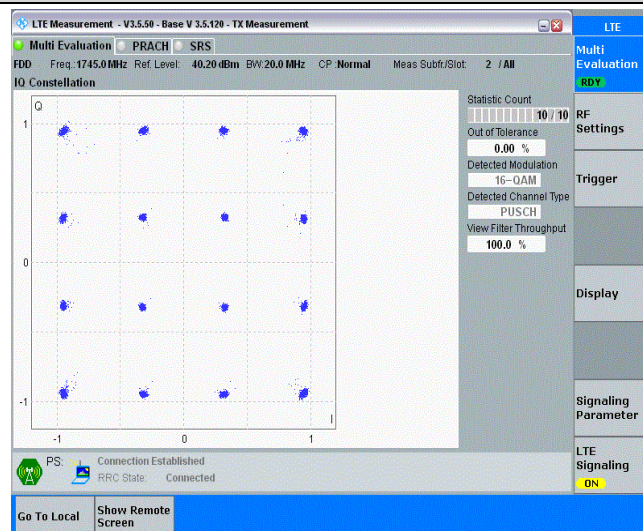 LTE Measurement - V3.5.50 - Base V 3.5.120 - TX Measurement
LTE
Multi Evaluation PRACH SRS
FDD Freq.:1745.0 MHz Ref. Level: 40.20 dBm BW:20.0 MHz CP :Normal Meas Subfr./Slot: 2 / All
IQ Constellation
Q
1
0
-1
I
-1 0 1
Statistic Count
10 / 10
Out of Tolerance
0.00 %
Detected Modulation
16-QAM
Detected Channel Type
PUSCH
View Filter Throughput
100.0 %
Multi
Evaluation
RDY
RF
Settings
Trigger
Display
Signaling
Parameter
LTE
Signaling
ON
PS: Connection Established
RRC State: Connected
Go To Local
Show Remote
Screen